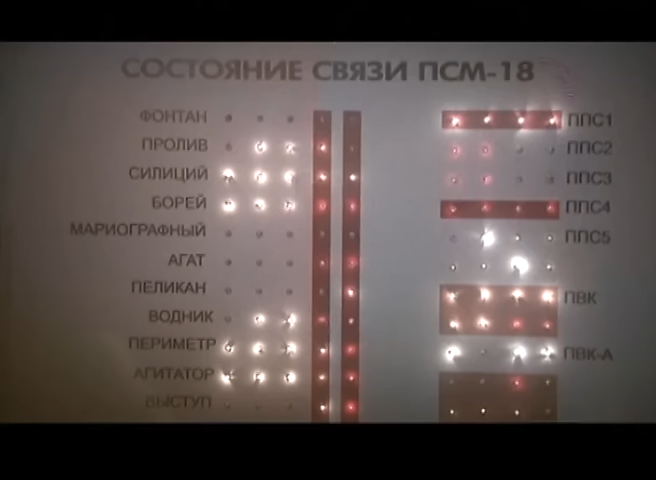 СОСТОЯНИЕ СВЯЗИ ПСМ-18
ФОНТАН
ПРОЛИВ
СИЛИЦИЙ
БОРЕЙ
МАРИОГРАФНЫЙ
АГАТ
ПЕЛИКАН
ВОДНИК
ПЕРИМЕТР
АГИТАТОР
ВЫСТУП
ППС1
ППС2
ППС3
ППС4
ППС5
ПВК
ПВК-А